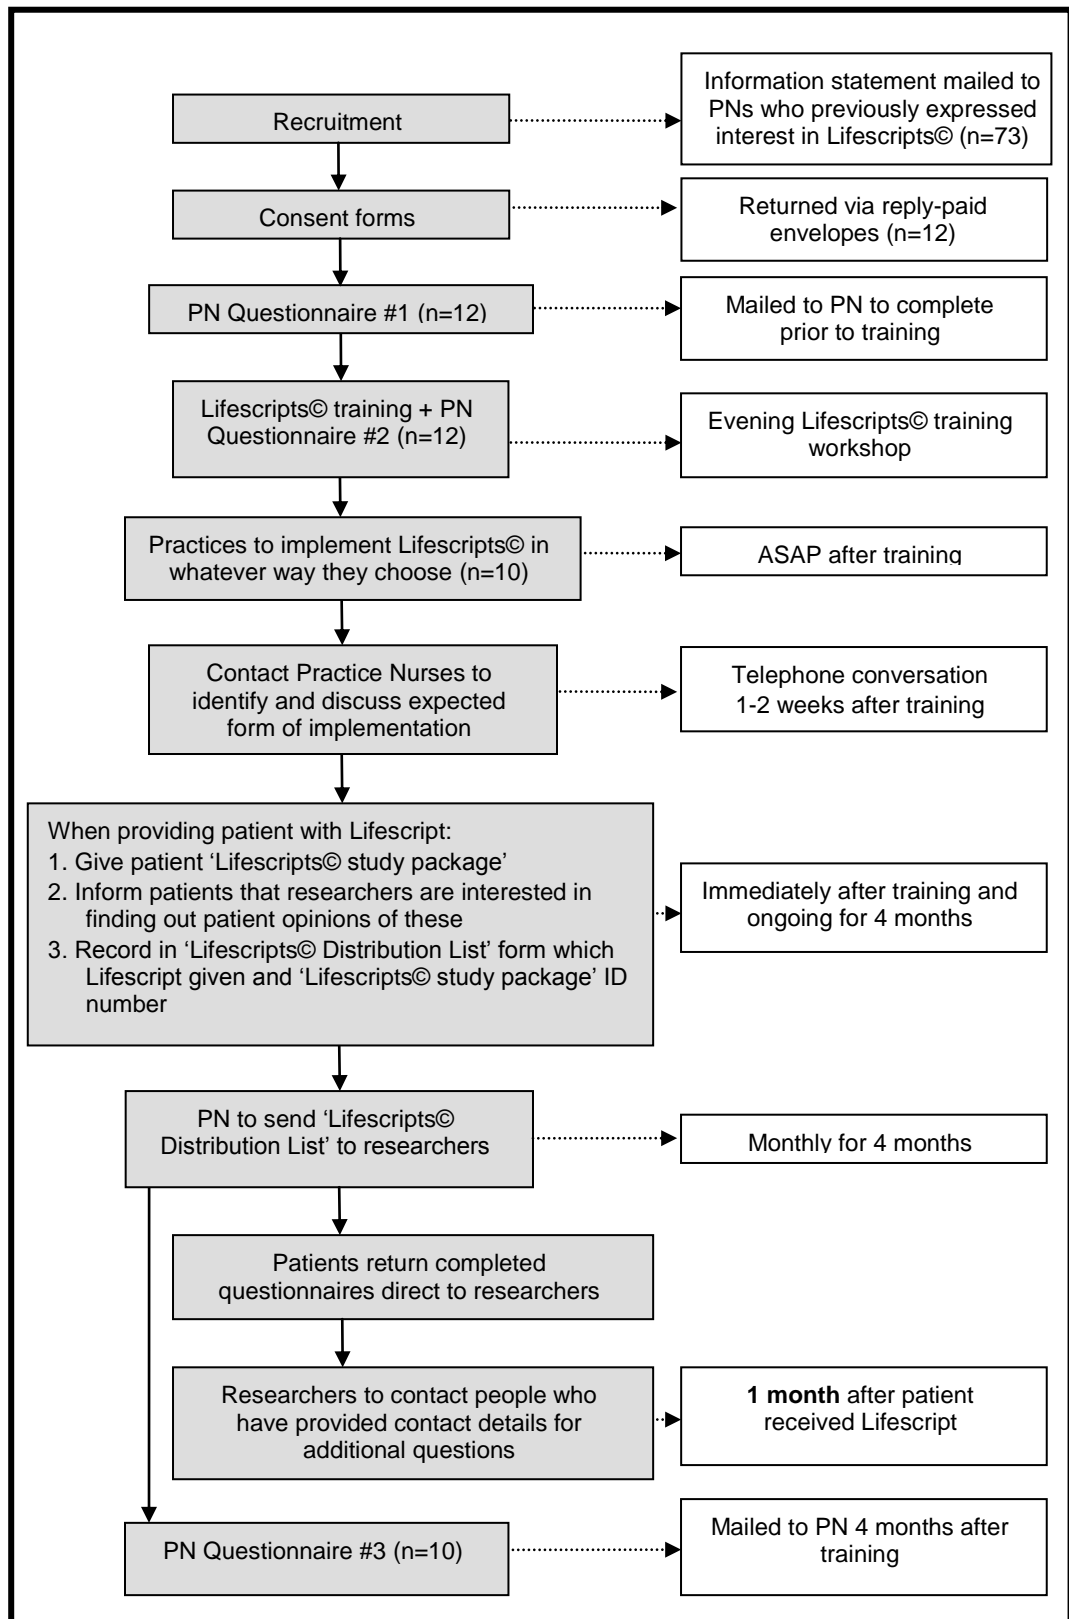 Recruitment
Information statement mailed to
PNs who previously expressed
interest in Lifescripts© (n=73)
Consent forms
Returned via reply-paid
envelopes (n=12)
PN Questionnaire #1 (n=12)
Mailed to PN to complete
prior to training
Lifescripts© training + PN
Questionnaire #2 (n=12)
Evening Lifescripts© training
workshop
Practices to implement Lifescripts© in
whatever way they choose (n=10)
ASAP after training
Contact Practice Nurses to
identify and discuss expected
form of implementation
Telephone conversation
1-2 weeks after training
When providing patient with Lifescript:
1. Give patient ‘Lifescripts© study package’
2. Inform patients that researchers are interested in
finding out patient opinions of these
3. Record in ‘Lifescripts© Distribution List’ form which
Lifescript given and ‘Lifescripts© study package’ ID
number
Immediately after training and
ongoing for 4 months
PN to send ‘Lifescripts©
Distribution List’ to researchers
Monthly for 4 months
Patients return completed
questionnaires direct to researchers
Researchers to contact people who
have provided contact details for
additional questions
1 month after patient
received Lifescript
PN Questionnaire #3 (n=10)
Mailed to PN 4 months after
training